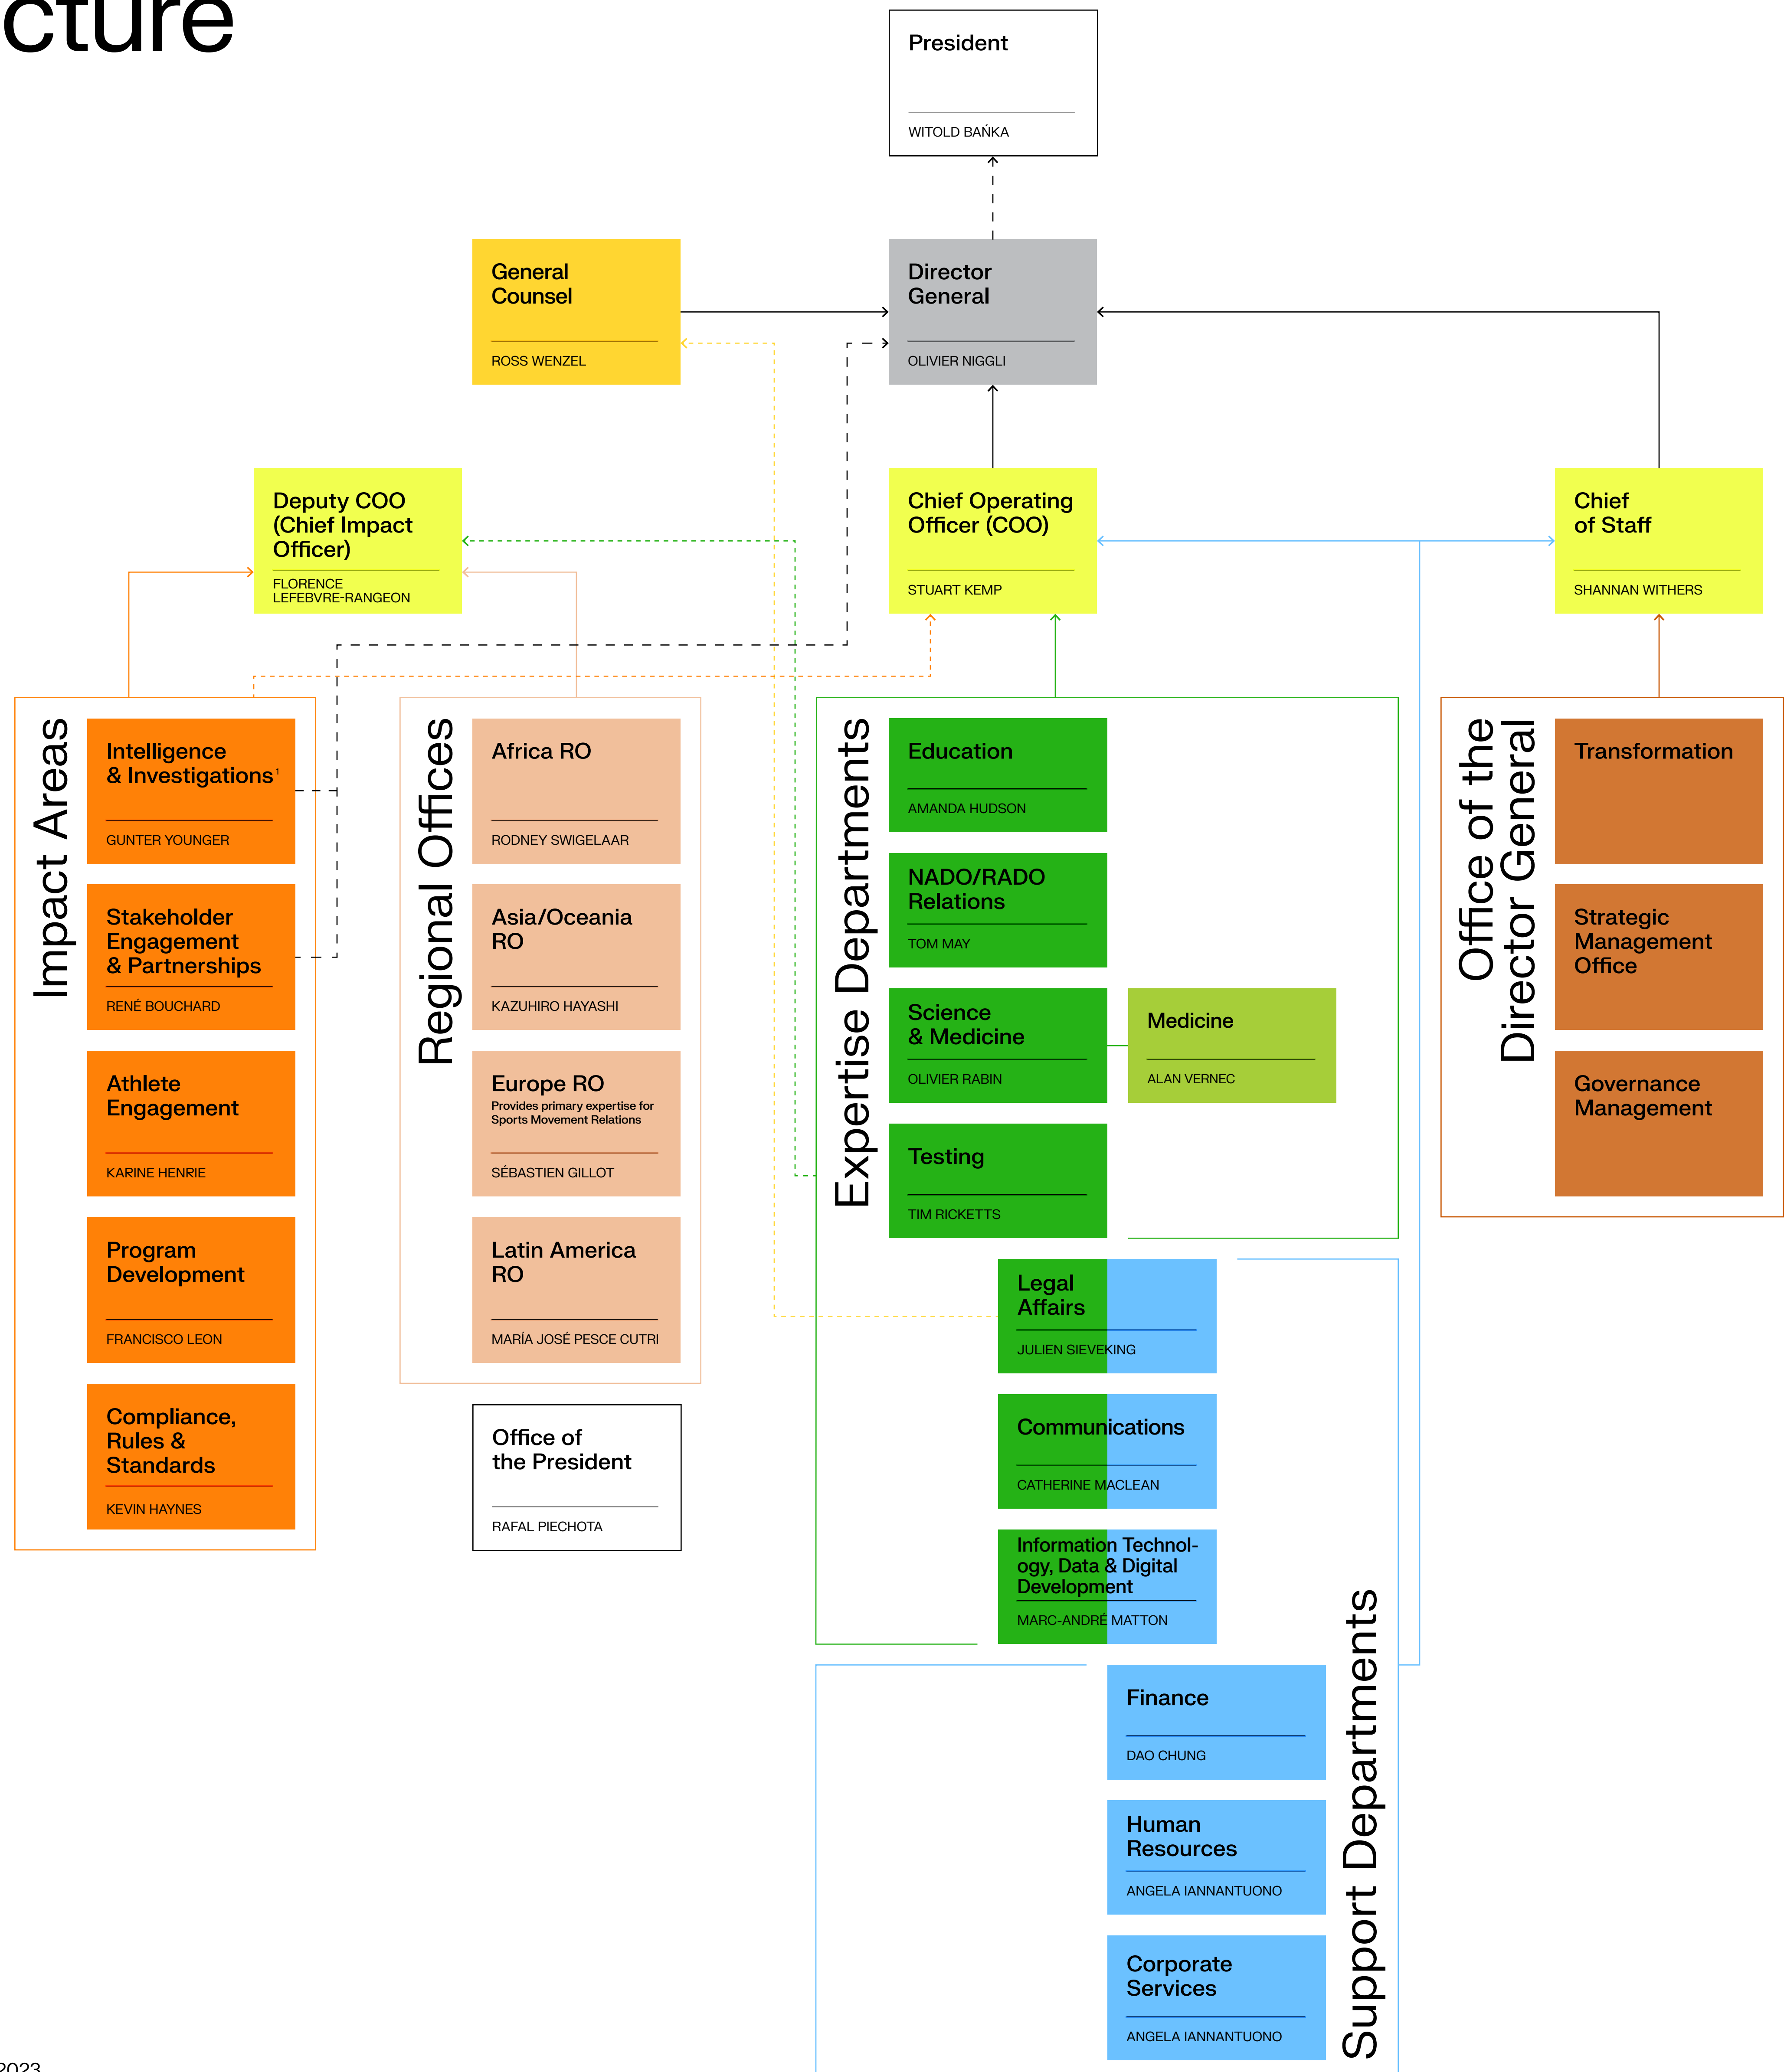 cture
President
WITOLD BAŃKA
General
Counsel
ROSS WENZEL
Director
General
OLIVIER NIGGLI
Deputy COO
(Chief Impact
Officer)
FLORENCE
LEFEBVRE-RANGEON
Chief Operating
Officer (COO)
STUART KEMP
Chief
of Staff
SHANNAN WITHERS
Impact Areas
Intelligence
& Investigations¹
GUNTER YOUNGER
Stakeholder
Engagement
& Partnerships
RENÉ BOUCHARD
Athlete
Engagement
KARINE HENRIE
Program
Development
FRANCISCO LEON
Compliance,
Rules &
Standards
KEVIN HAYNES
Regional Offices
Africa RO
RODNEY SWIGELAAR
Asia/Oceania
RO
KAZUHIRO HAYASHI
Europe RO
Provides primary expertise for
Sports Movement Relations
SÉBASTIEN GILLOT
Latin America
RO
MARÍA JOSÉ PESCE CUTRI
Office of
the President
RAFAL PIECHOTA
Expertise Departments
Education
AMANDA HUDSON
NADO/RADO
Relations
TOM MAY
Science
& Medicine
OLIVIER RABIN
Medicine
ALAN VERNEC
Testing
TIM RICKETTS
Legal
Affairs
JULIEN SIEVEKING
Communications
CATHERINE MACLEAN
Information Technol-
ogy, Data & Digital
Development
MARC-ANDRÉ MATTON
Support Departments
Finance
DAO CHUNG
Human
Resources
ANGELA IANNANTUONO
Corporate
Services
ANGELA IANNANTUONO
Office of the
Director General
Transformation
Strategic
Management
Office
Governance
Management
2023